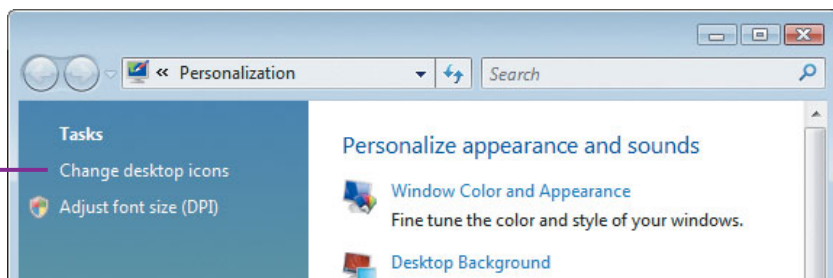 « Personalization
Search
Tasks
Change desktop icons
Adjust font size (DPI)
Personalize appearance and sounds
Window Color and Appearance
Fine tune the color and style of your windows.
Desktop Background